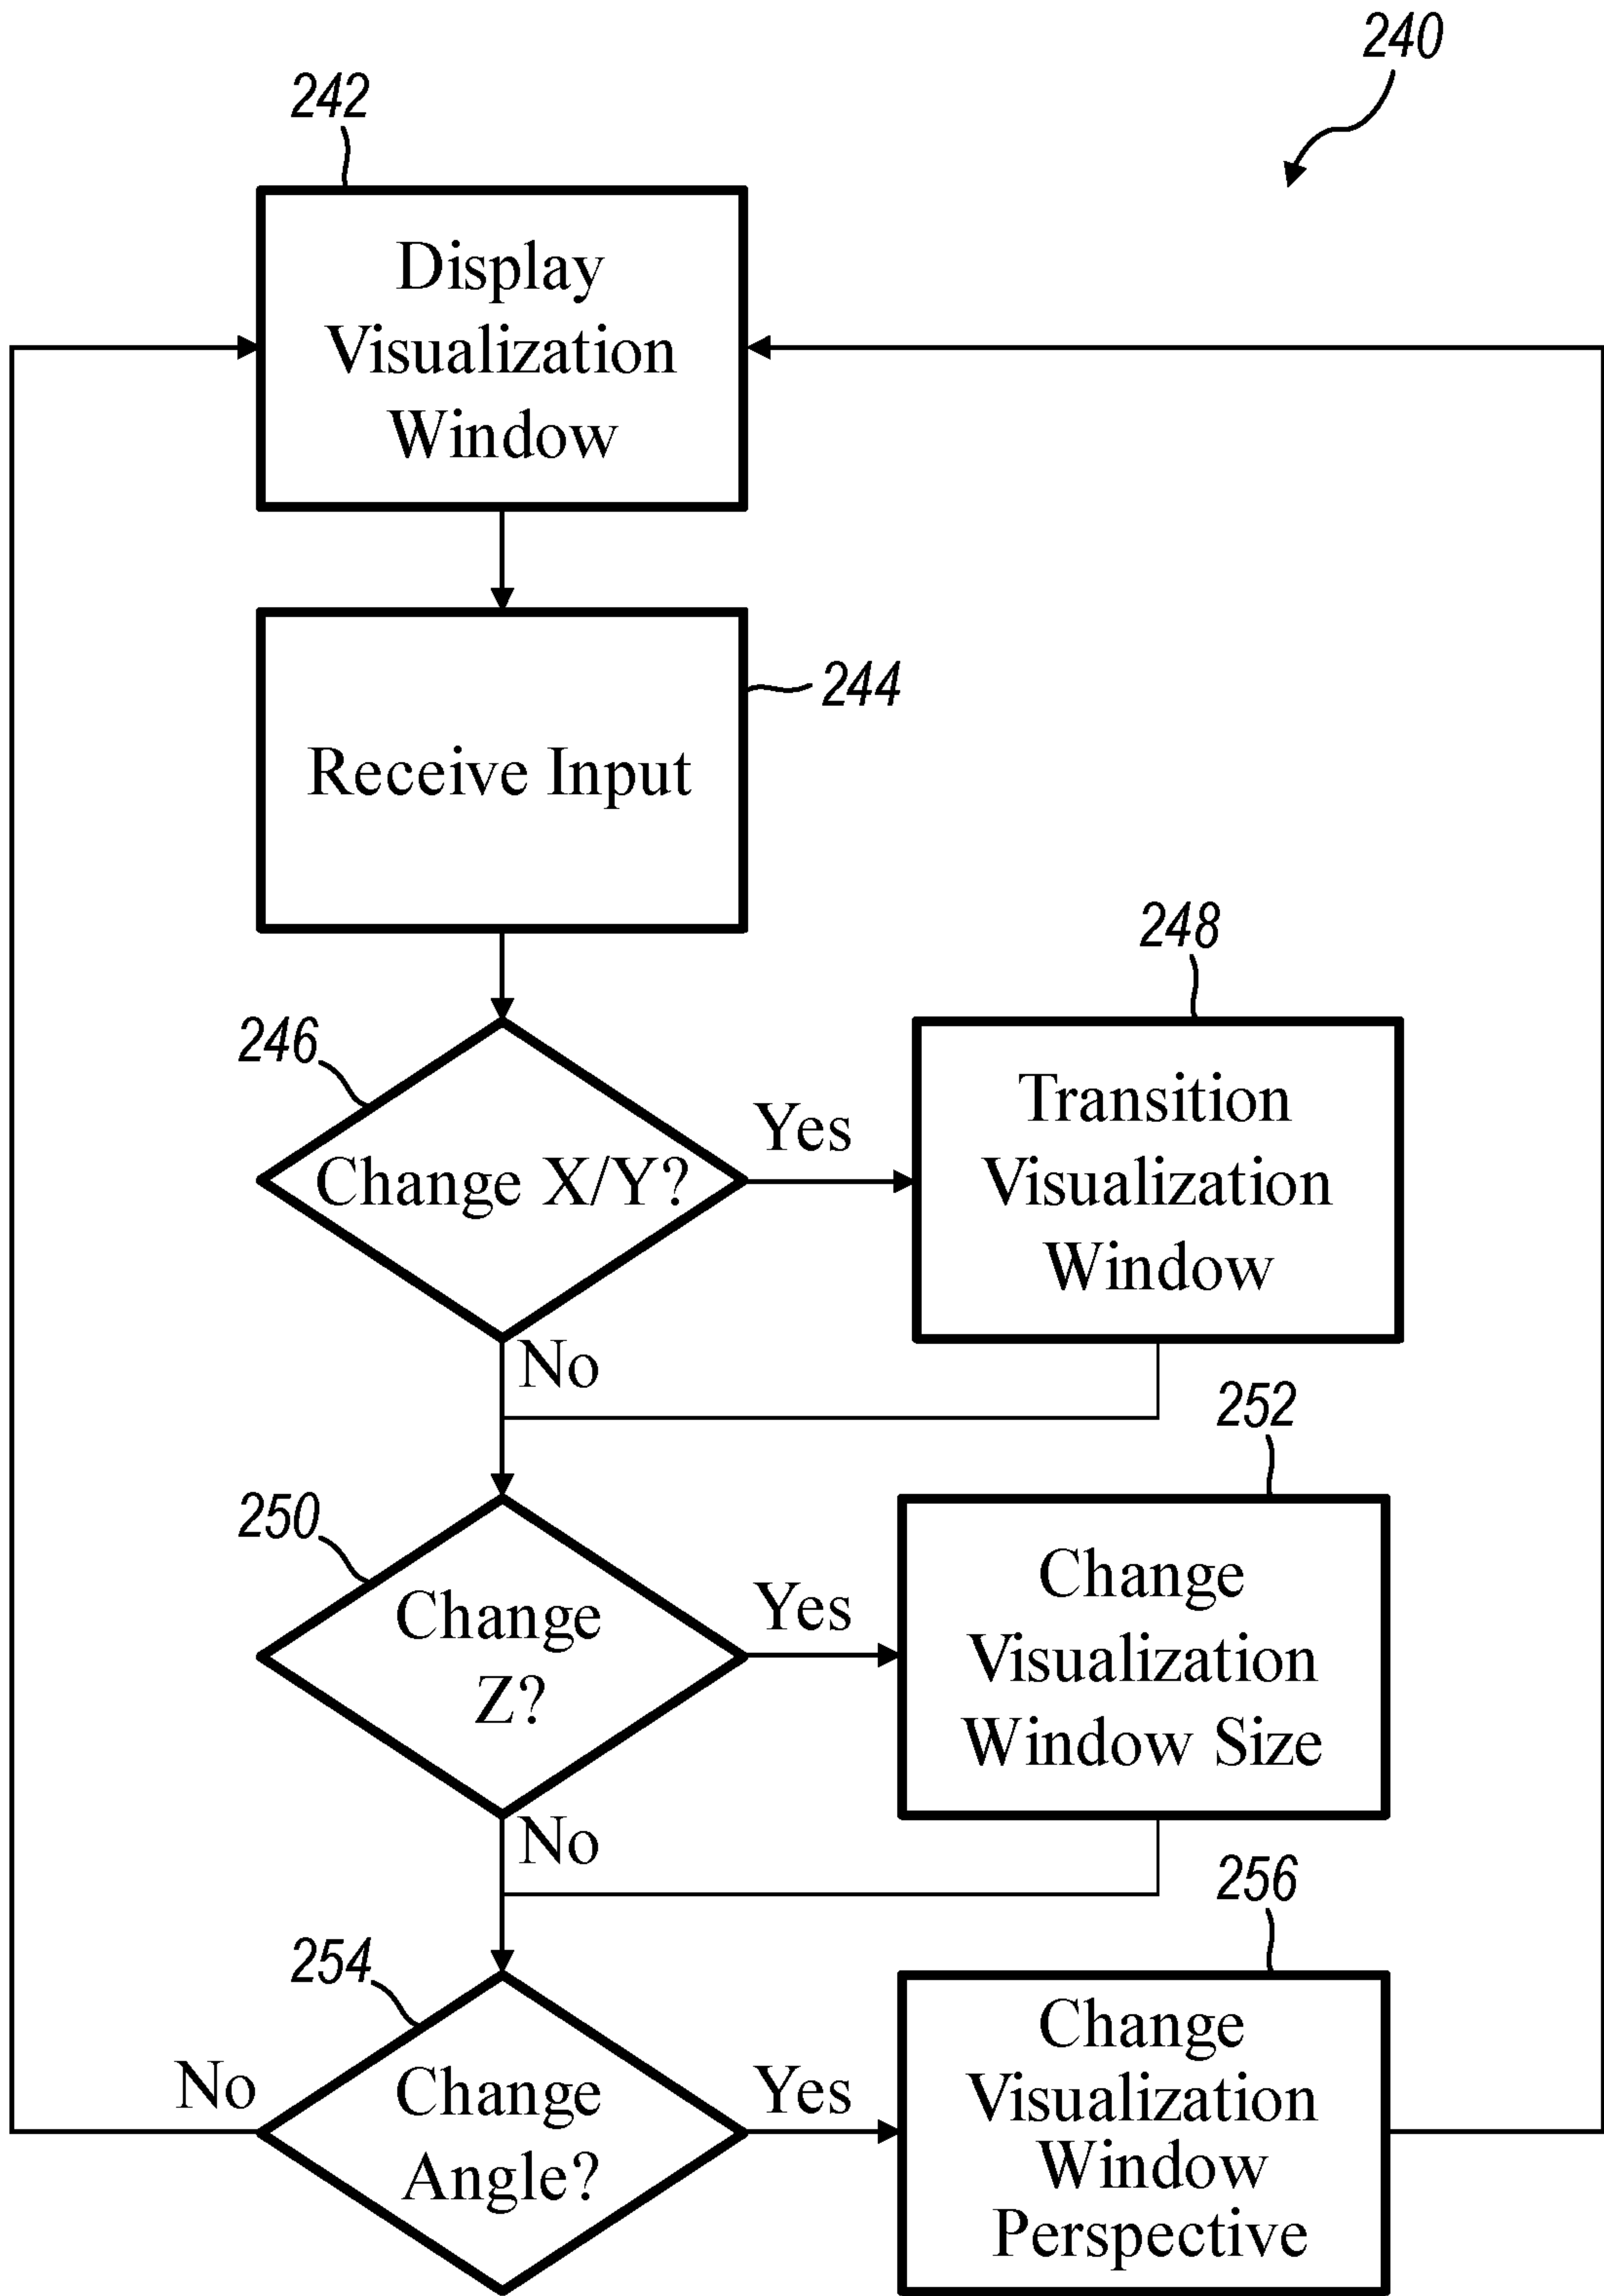 240
242
Display
Visualization
Window
244
Receive Input
246
Change X/Y?
Yes
No
248
Transition
Visualization
Window
250
Change
Z?
Yes
No
252
Change
Visualization
Window Size
254
Change
Angle?
No
Yes
256
Change
Visualization
Window
Perspective